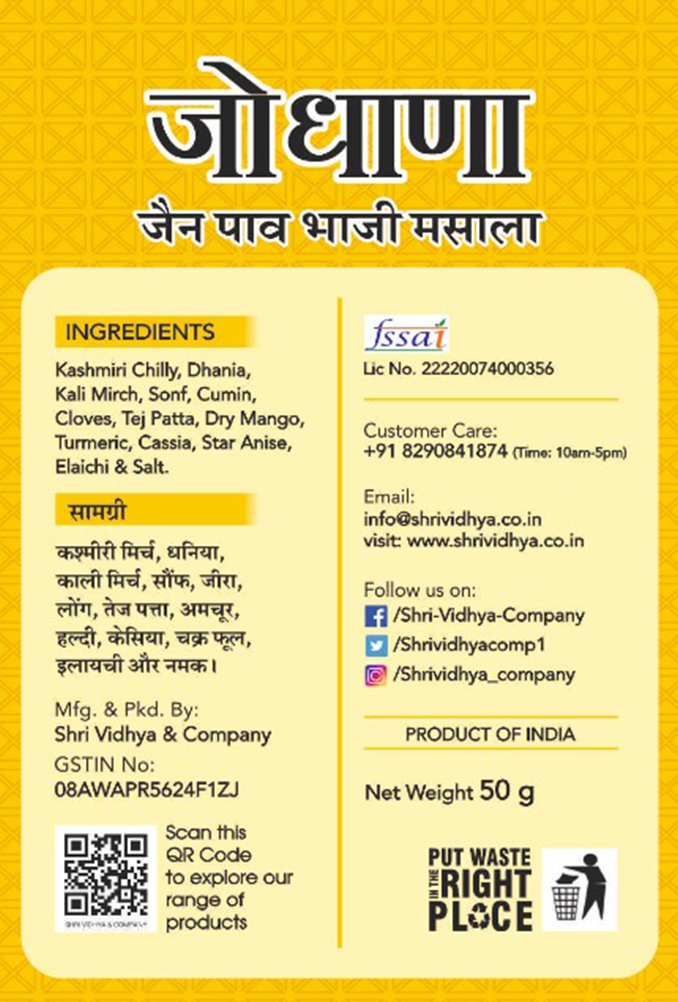 जोधाणा
जैन पाव भाजी मसाला
INGREDIENTS
Kashmiri Chilly, Dhania,
Kali Mirch, Sonf, Cumin,
Cloves, Tej Patta, Dry Mango,
Turmeric, Cassia, Star Anise,
Elaichi & Salt.
सामग्री
कश्मीरी मिर्च, धनिया,
काली मिर्च, सौंफ, जीरा,
लोंग, तेज पत्ता, अमचूर,
हल्दी, केसिया, चक्र फूल,
इलायची और नमक।
Mfg. & Pkd. By:
Shri Vidhya & Company
GSTIN No:
08AWAPR5624F1ZJ
SHRI VIDHYA & COMPANY
Scan this
QR Code
to explore our
range of
products
fssai
Lic No. 22220074000356
Customer Care:
+91 8290841874 (Time: 10am-5pm)
Email:
info@shrividhya.co.in
visit: www.shrividhya.co.in
Follow us on:
/Shri-Vidhya-Company
/Shrividhyacomp1
/Shrividhya_company
PRODUCT OF INDIA
Net Weight 50 g
PUT WASTE
IN THE RIGHT
PLACE